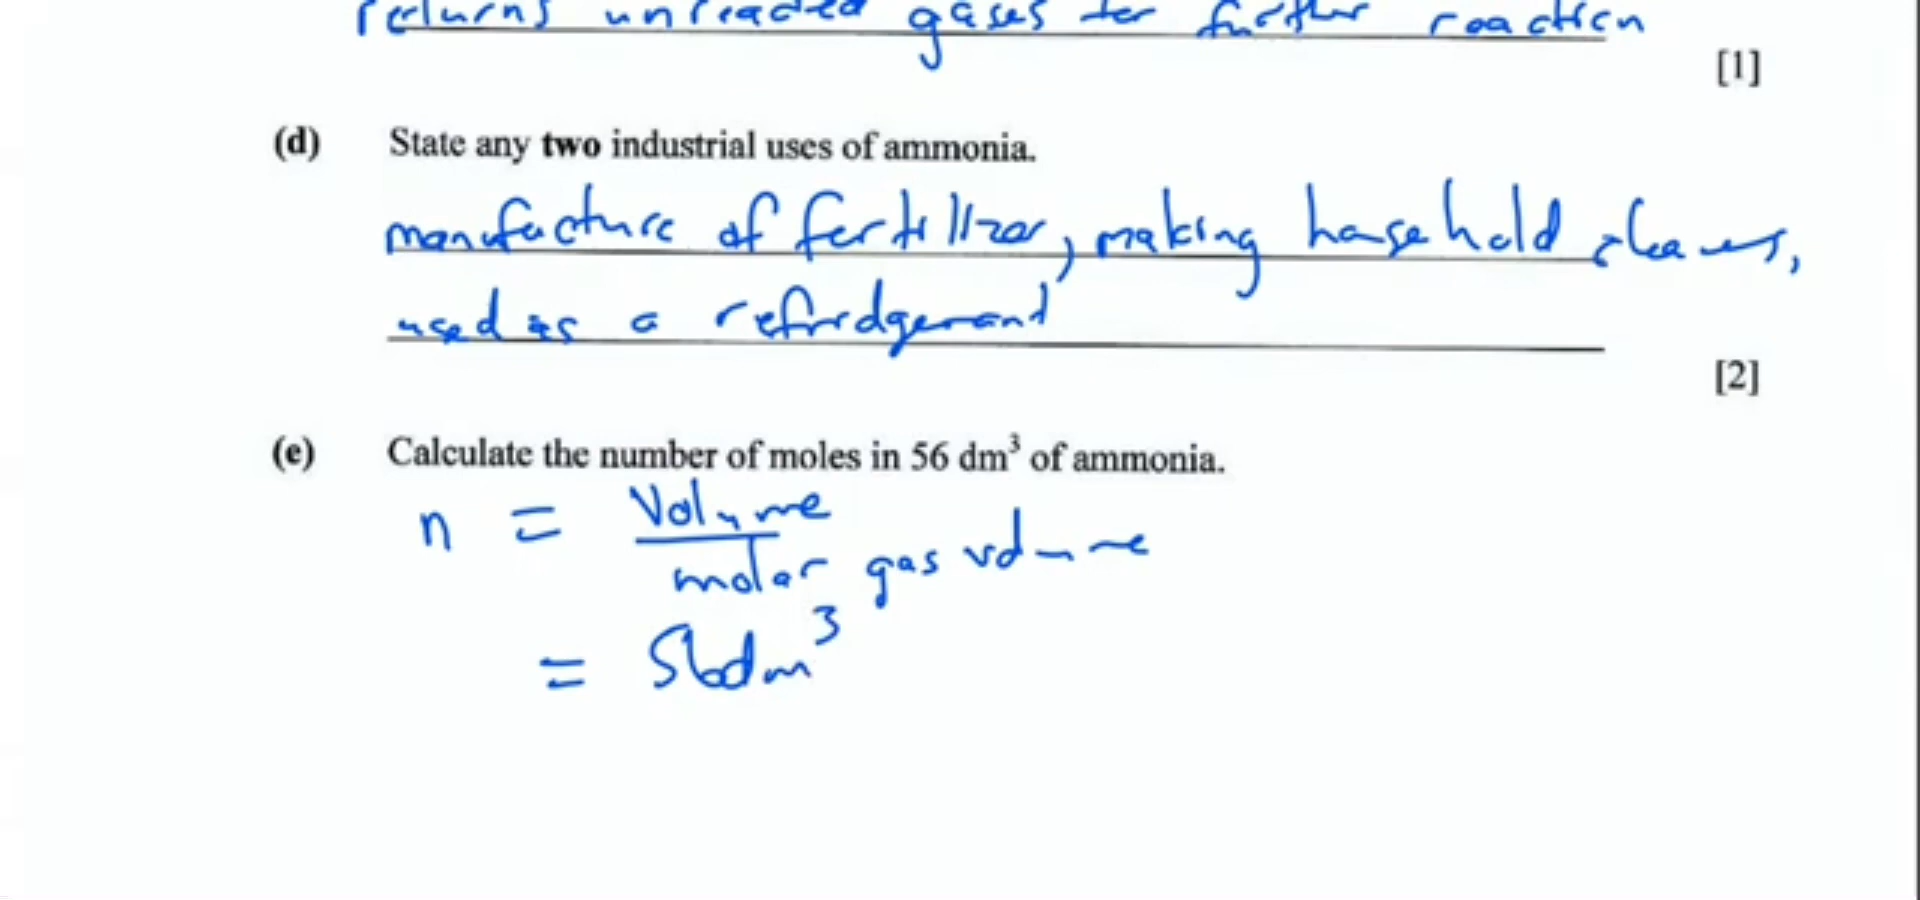 returns unreacted gases for further reaction
[1]
(d) State any two industrial uses of ammonia.
manufacture of fertilizer, making household cleaners,
used as a refridgerant
[2]
(e) Calculate the number of moles in 56 dm³ of ammonia.
n = Volume
molar gas volume
= 56dm³